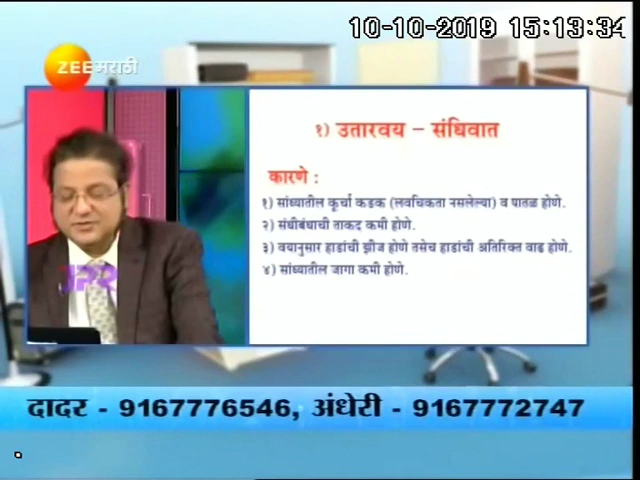 10-10-2019 15:13:34
ZEE मराठी
१) उतारवय – संधिवात
कारणे :
१) सांध्यातील कूर्चा कडक (लवचिकता नसलेल्या) व पातळ होणे.
२) संधीबंधाची ताकद कमी होणे.
३) वयानुसार हाडांची झीज होणे तसेच हाडांची अतिरिक्त वाढ होणे.
४) सांध्यातील जागा कमी होणे.
JPR
दादर - 9167776546, अंधेरी - 9167772747